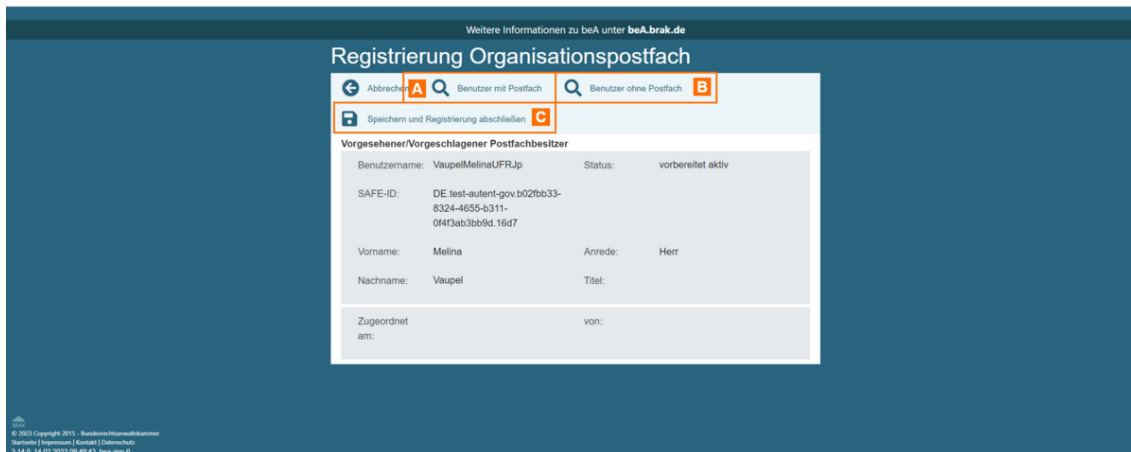 Weitere Informationen zu beA unter beA.brak.de
Registrierung Organisationspostfach
Abbrechen A Benutzer mit Postfach Benutzer ohne Postfach B
Speichern und Registrierung abschließen C
Vorgesehener/Vorgeschlagener Postfachbesitzer
Benutzername: VaupelMelinaUFRJp Status: vorbereitet aktiv
SAFE-ID: DE.test-autent-gov.b02fbb33-
8324-4655-b311-
0f4f3ab3bb9d.16d7
Vorname: Melina Anrede: Herr
Nachname: Vaupel Titel:
Zugeordnet von:
am:
BRAK
© 2023 Copyright 2015 - Bundesrechtsanwaltskammer
Startseite | Impressum | Kontakt | Datenschutz